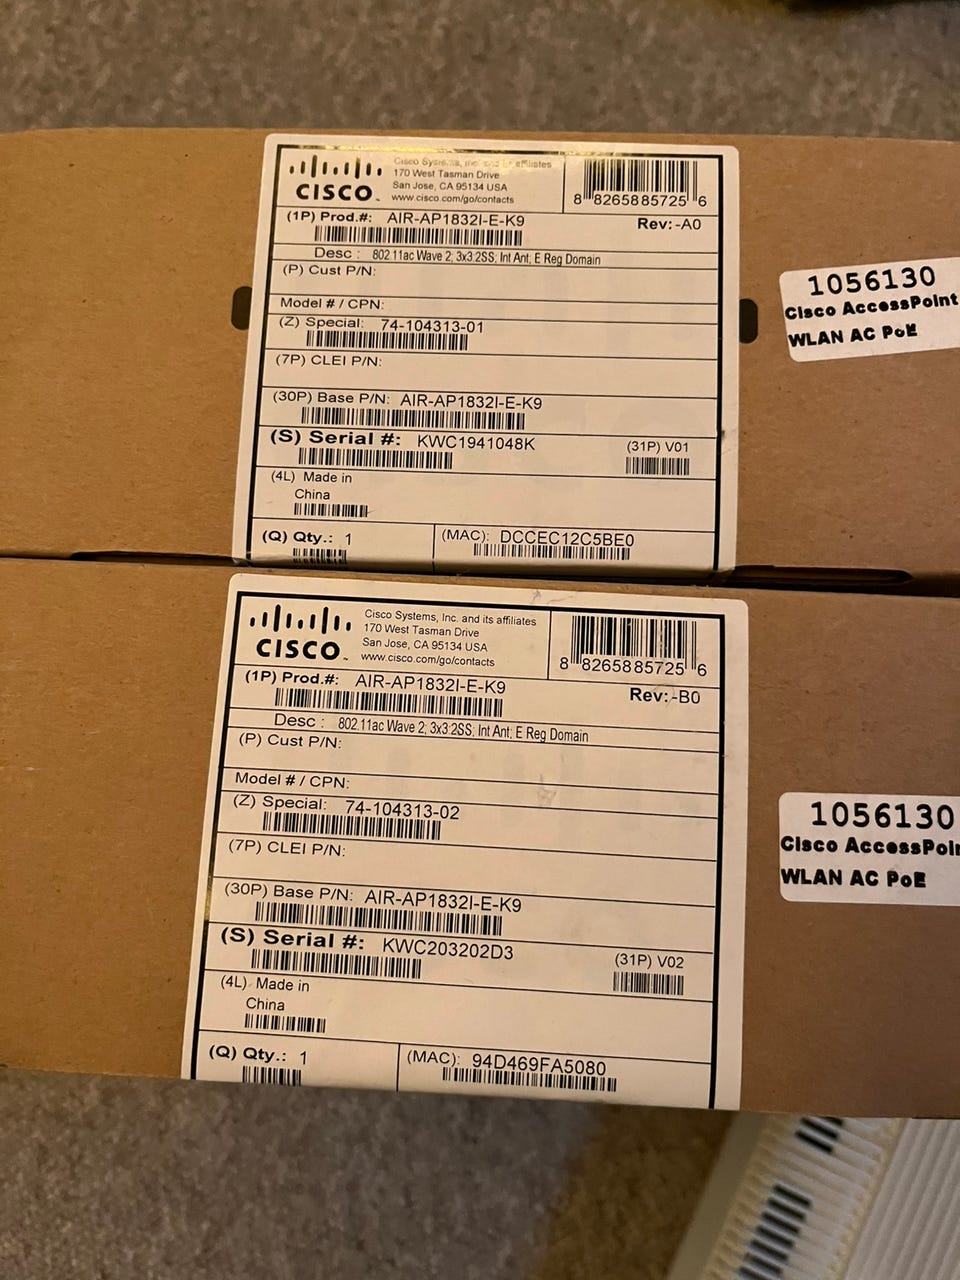 CISCO
Cisco Systems, Inc. and its affiliates
170 West Tasman Drive
San Jose, CA 95134 USA
www.cisco.com/go/contacts
8 8265885725 6
(1P) Prod.#: AIR-AP1832I-E-K9
Rev:-A0
Desc : 802.11ac Wave 2; 3x3:2SS; Int Ant; E Reg Domain
(P) Cust P/N:
Model # / CPN:
(Z) Special: 74-104313-01
(7P) CLEI P/N:
(30P) Base P/N: AIR-AP1832I-E-K9
(S) Serial #: KWC1941048K
(31P) V01
(4L) Made in
China
(Q) Qty.: 1
(MAC): DCCEC12C5BE0
1056130
Cisco AccessPoint
WLAN AC PoE
CISCO
Cisco Systems, Inc. and its affiliates
170 West Tasman Drive
San Jose, CA 95134 USA
www.cisco.com/go/contacts
8 8265885725 6
(1P) Prod.#: AIR-AP1832I-E-K9
Rev:-B0
Desc : 802.11ac Wave 2; 3x3:2SS; Int Ant; E Reg Domain
(P) Cust P/N:
Model # / CPN:
(Z) Special: 74-104313-02
(7P) CLEI P/N:
(30P) Base P/N: AIR-AP1832I-E-K9
(S) Serial #: KWC203202D3
(31P) V02
(4L) Made in
China
(Q) Qty.: 1
(MAC): 94D469FA5080
1056130
Cisco AccessPoin
WLAN AC PoE